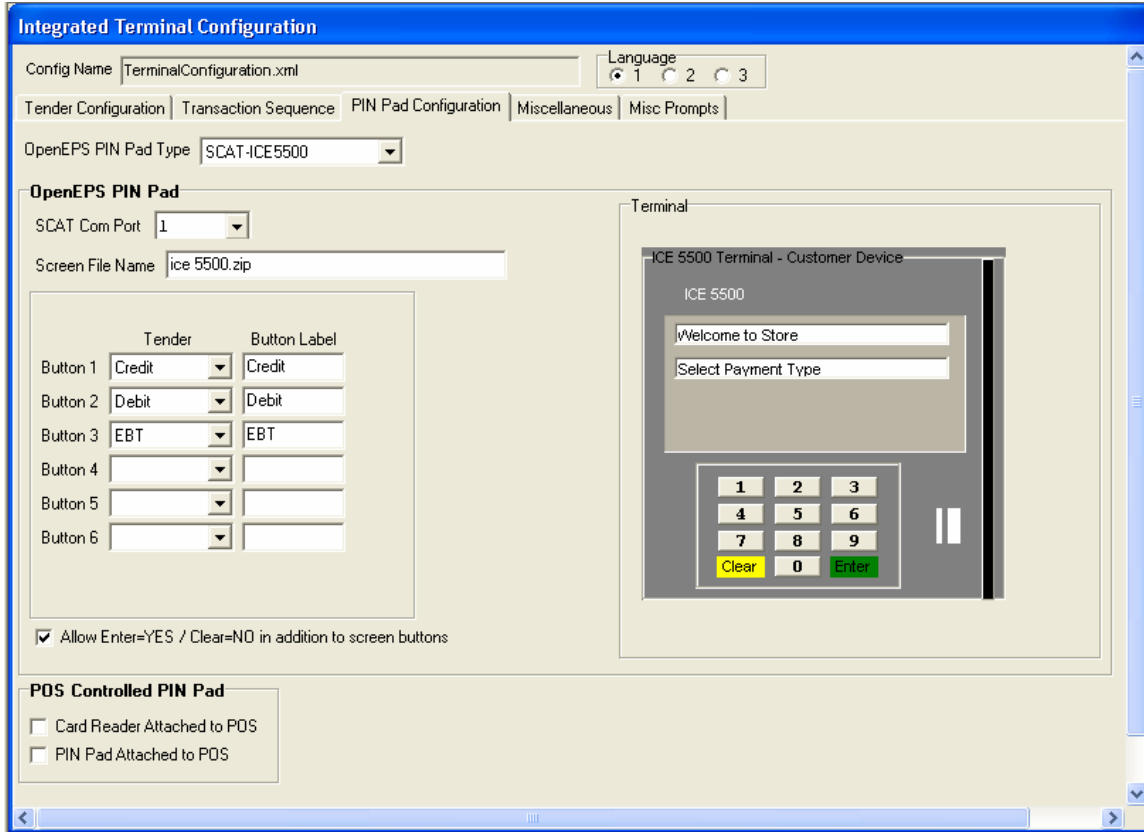 Integrated Terminal Configuration
Config Name TerminalConfiguration.xml
Language
1 2 3
Tender Configuration Transaction Sequence PIN Pad Configuration Miscellaneous Misc Prompts
OpenEPS PIN Pad Type SCAT-ICE5500
OpenEPS PIN Pad
SCAT Com Port 1
Screen File Name ice 5500.zip
Tender Button Label
Button 1 Credit Credit
Button 2 Debit Debit
Button 3 EBT EBT
Button 4
Button 5
Button 6
Allow Enter=YES / Clear=NO in addition to screen buttons
Terminal
ICE 5500 Terminal - Customer Device
ICE 5500
Welcome to Store
Select Payment Type
1 2 3
4 5 6
7 8 9
Clear 0 Enter
POS Controlled PIN Pad
Card Reader Attached to POS
PIN Pad Attached to POS